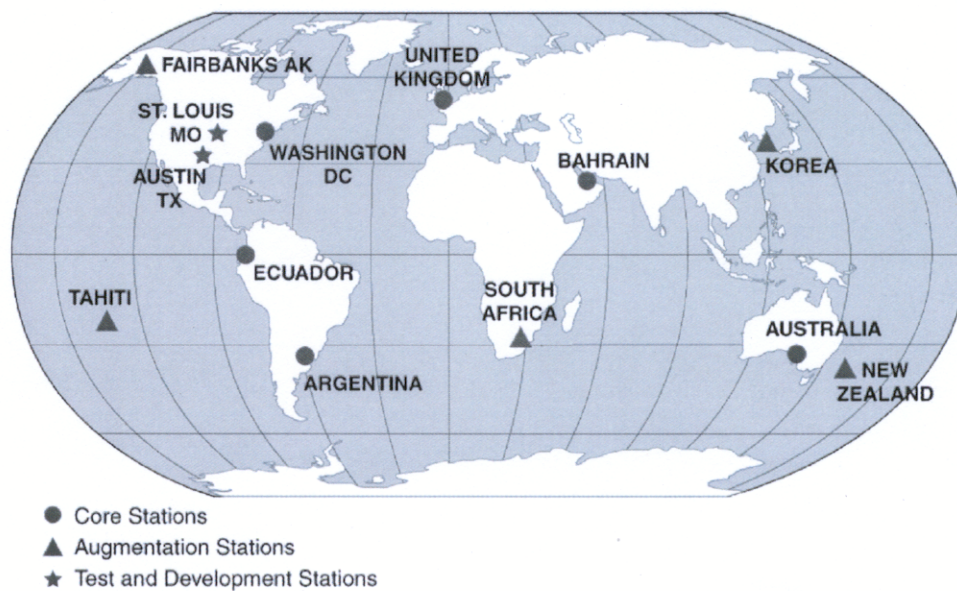 UNITED
KINGDOM
FAIRBANKS AK
ST. LOUIS
MO
WASHINGTON
DC
AUSTIN
TX
BAHRAIN
KOREA
ECUADOR
TAHITI
SOUTH
AFRICA
AUSTRALIA
ARGENTINA
NEW
ZEALAND
Core Stations
Augmentation Stations
Test and Development Stations